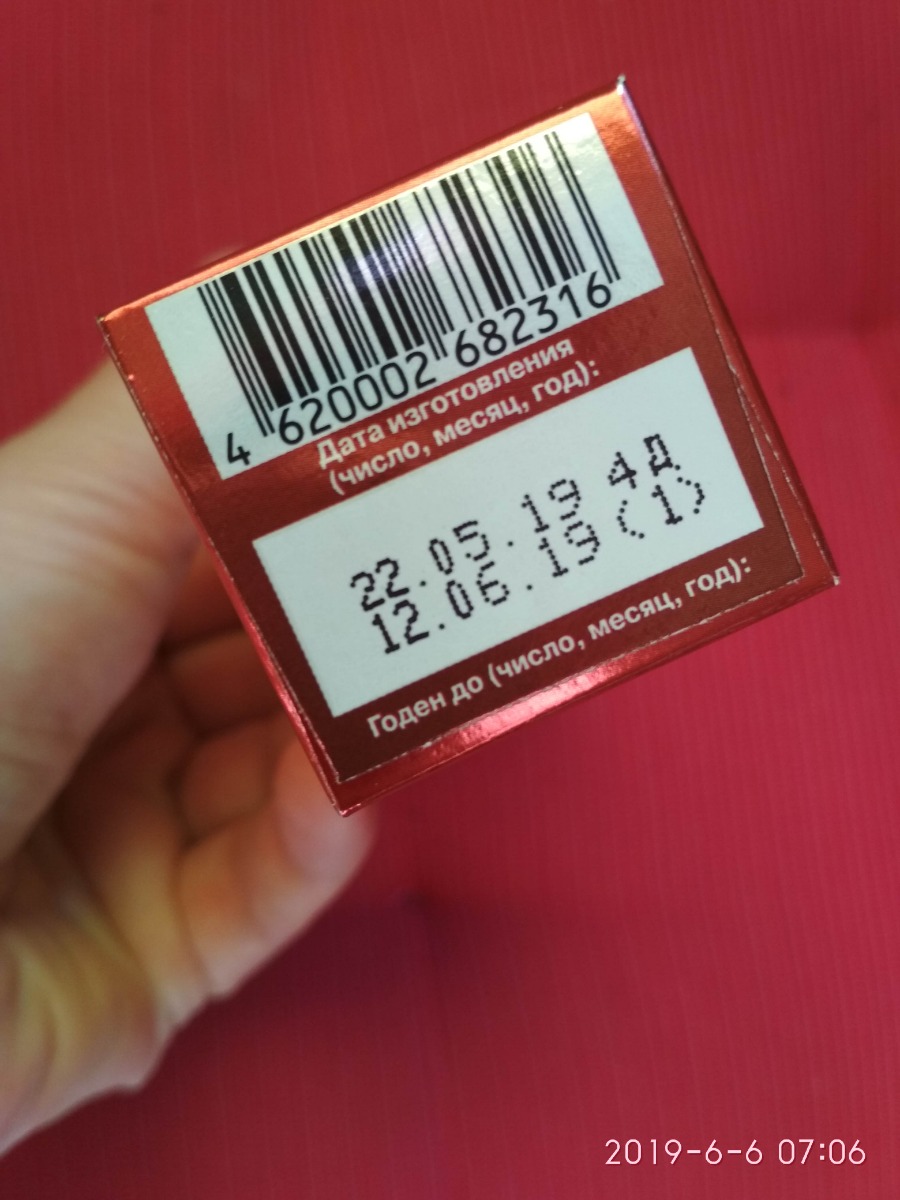 4 620002 682316
Дата изготовления
(число, месяц, год):
22.05.19 4Д
12.06.19(1)
Годен до (число, месяц, год):
2019-6-6 07:06